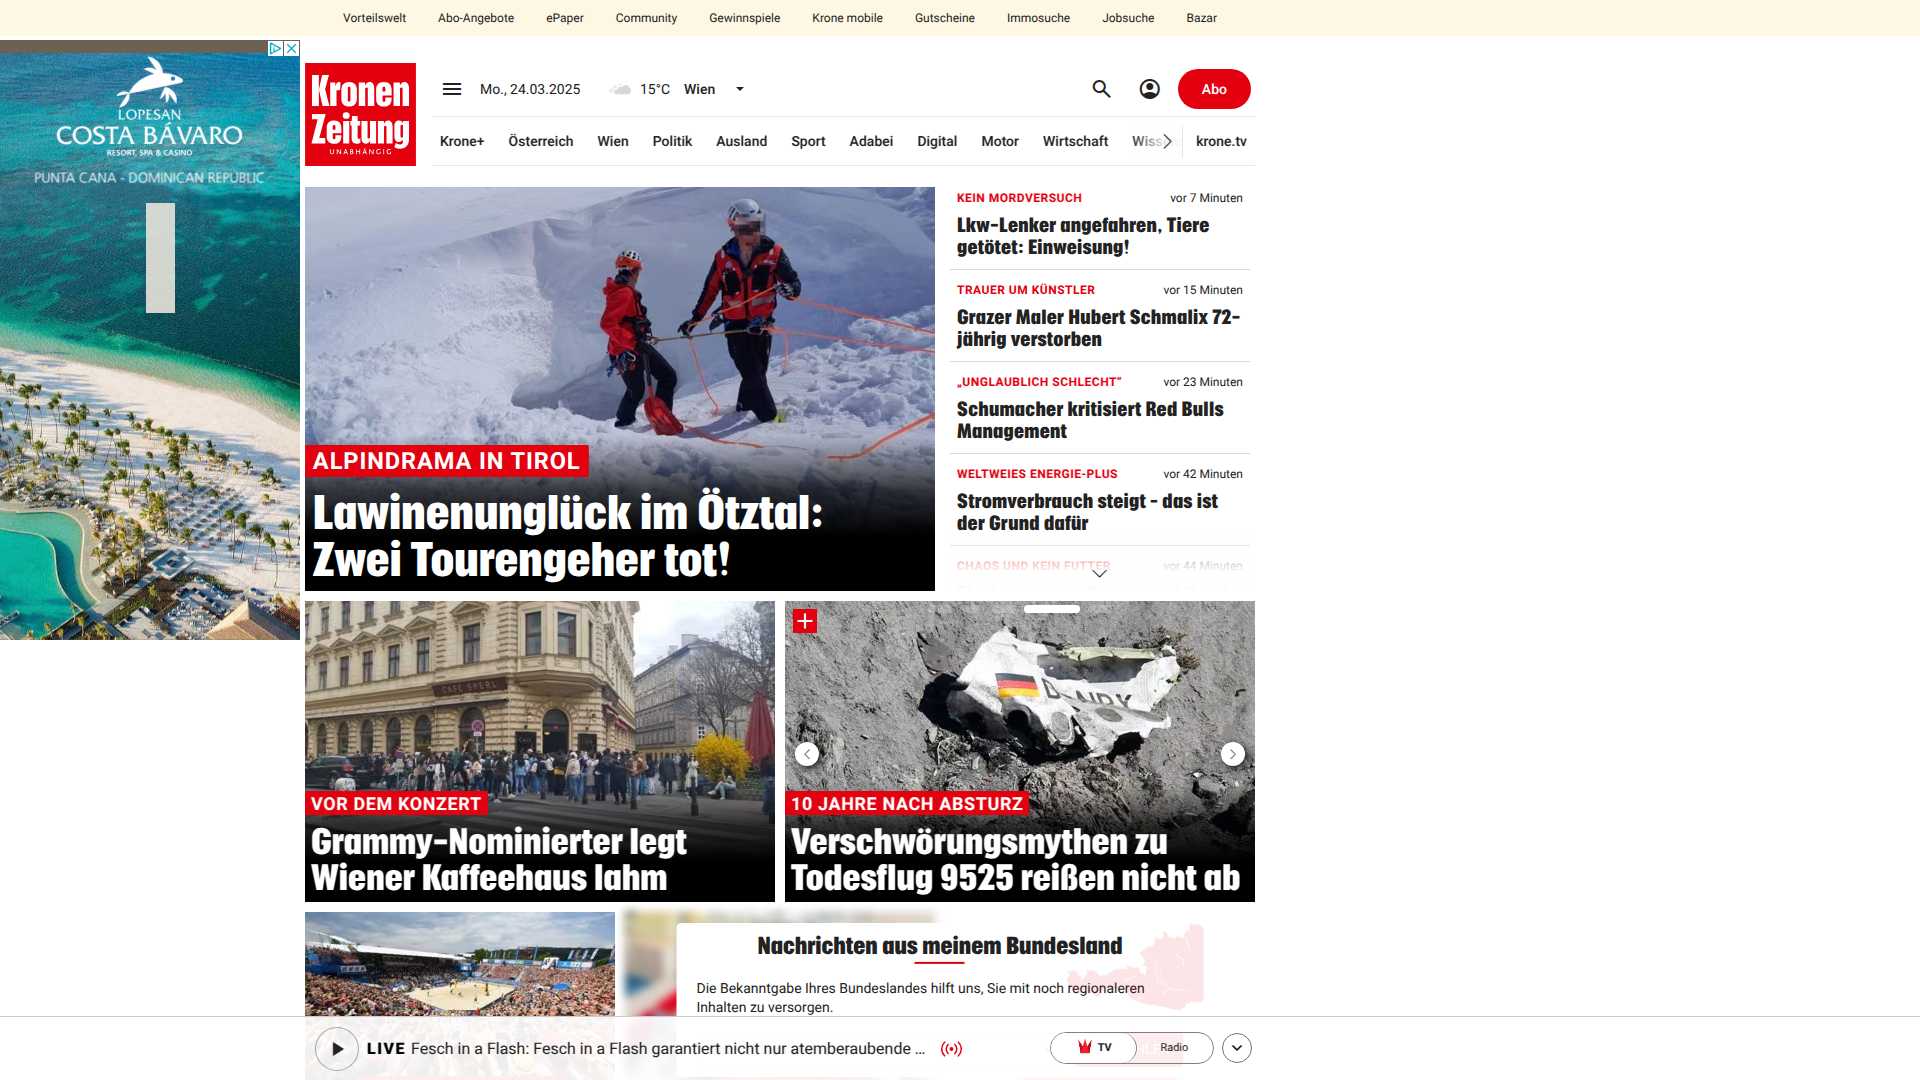 Vorteilswelt Abo-Angebote ePaper Community Gewinnspiele Krone mobile Gutscheine Immosuche Jobsuche Bazar
LOPESAN
COSTA BÁVARO
RESORT, SPA & CASINO
PUNTA CANA - DOMINICAN REPUBLIC
Kronen
Zeitung
UNABHÄNGIG
Mo., 24.03.2025 15°C Wien
Abo
Krone+ Österreich Wien Politik Ausland Sport Adabei Digital Motor Wirtschaft Wiss krone.tv
ALPINDRAMA IN TIROL
Lawinenunglück im Ötztal:
Zwei Tourengeher tot!
KEIN MORDVERSUCH vor 7 Minuten
Lkw-Lenker angefahren, Tiere
getötet: Einweisung!
TRAUER UM KÜNSTLER vor 15 Minuten
Grazer Maler Hubert Schmalix 72-
jährig verstorben
„UNGLAUBLICH SCHLECHT“ vor 23 Minuten
Schumacher kritisiert Red Bulls
Management
WELTWEIES ENERGIE-PLUS vor 42 Minuten
Stromverbrauch steigt – das ist
der Grund dafür
CHAOS UND KEIN FUTTER vor 44 Minuten
CAFE SPERL
VOR DEM KONZERT
Grammy-Nominierter legt
Wiener Kaffeehaus lahm
10 JAHRE NACH ABSTURZ
Verschwörungsmythen zu
Todesflug 9525 reißen nicht ab
Nachrichten aus meinem Bundesland
Die Bekanntgabe Ihres Bundeslandes hilft uns, Sie mit noch regionaleren
Inhalten zu versorgen.
LIVE Fesch in a Flash: Fesch in a Flash garantiert nicht nur atemberaubende ...
TV Radio